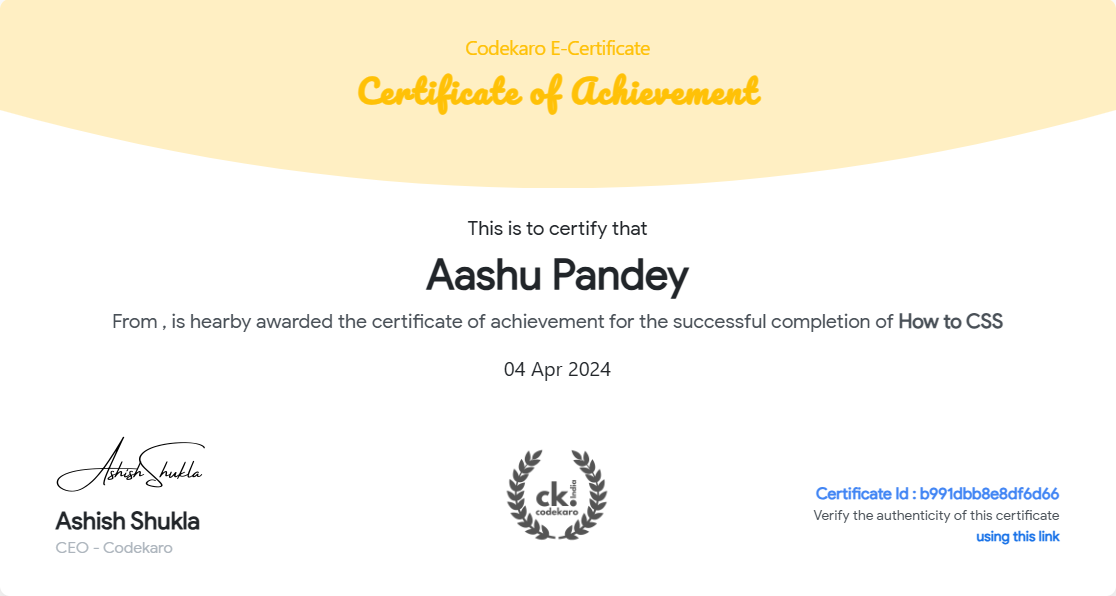 Codekaro E-Certificate
Certificate of Achievement
This is to certify that
Aashu Pandey
From , is hearby awarded the certificate of achievement for the successful completion of How to CSS
04 Apr 2024
Ashish Shukla
Ashish Shukla
CEO - Codekaro
ck.
India
codekaro
Certificate Id : b991dbb8e8df6d66
Verify the authenticity of this certificate
using this link